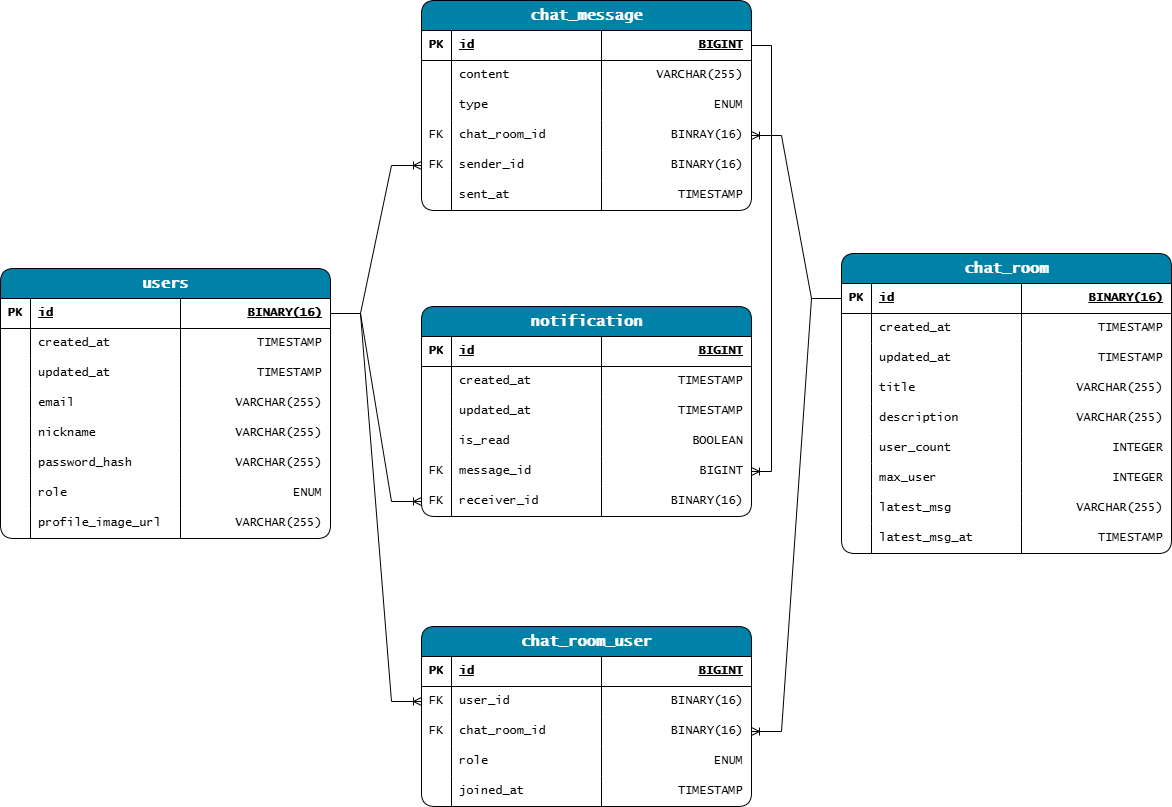 chat_message
PK id BIGINT
content VARCHAR(255)
type ENUM
FK chat_room_id BINRAY(16)
FK sender_id BINARY(16)
sent_at TIMESTAMP
users
PK id BINARY(16)
created_at TIMESTAMP
updated_at TIMESTAMP
email VARCHAR(255)
nickname VARCHAR(255)
password_hash VARCHAR(255)
role ENUM
profile_image_url VARCHAR(255)
notification
PK id BIGINT
created_at TIMESTAMP
updated_at TIMESTAMP
is_read BOOLEAN
FK message_id BIGINT
FK receiver_id BINARY(16)
chat_room
PK id BINARY(16)
created_at TIMESTAMP
updated_at TIMESTAMP
title VARCHAR(255)
description VARCHAR(255)
user_count INTEGER
max_user INTEGER
latest_msg VARCHAR(255)
latest_msg_at TIMESTAMP
chat_room_user
PK id BIGINT
FK user_id BINARY(16)
FK chat_room_id BINARY(16)
role ENUM
joined_at TIMESTAMP